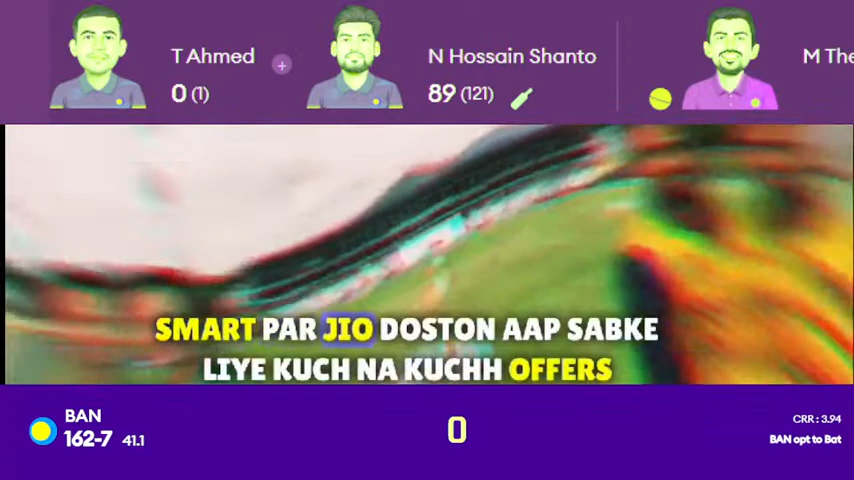 T Ahmed
0 (1)
N Hossain Shanto
89 (121)
M The
SMART PAR JIO DOSTON AAP SABKE
LIYE KUCH NA KUCHH OFFERS
BAN
162-7 41.1
0
CRR : 3.94
BAN opt to Bat